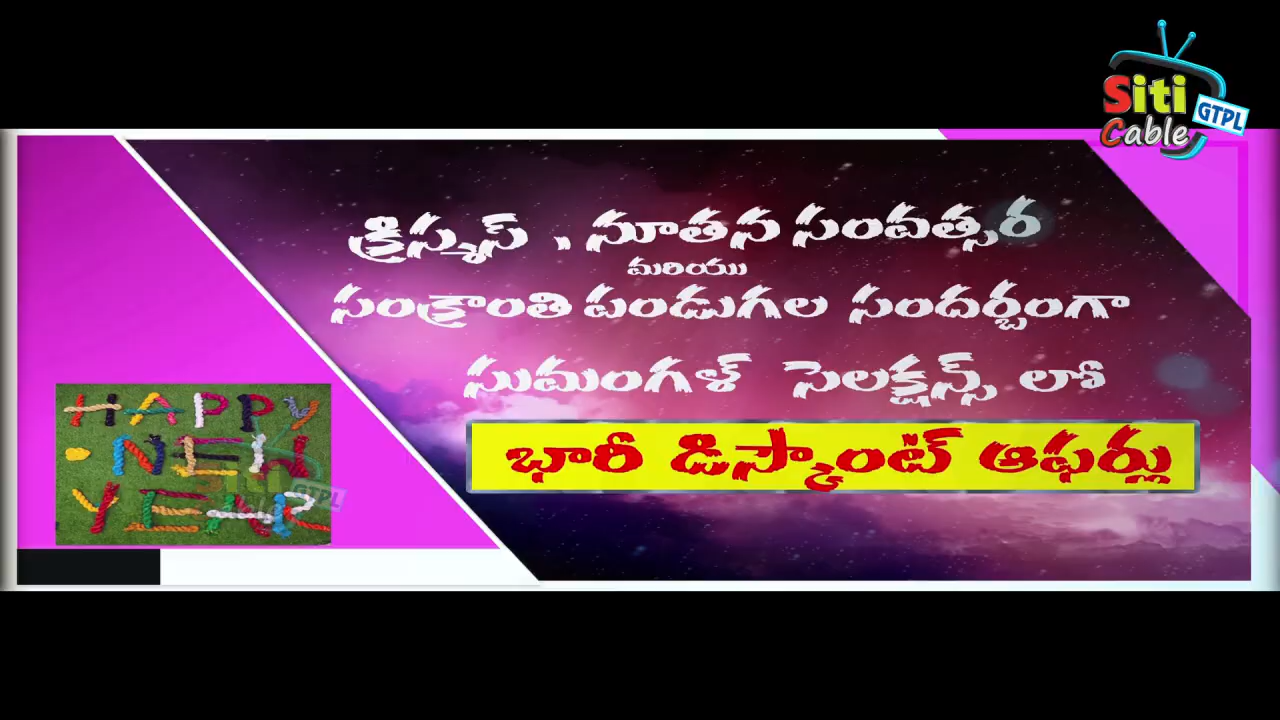 Siti
Cable
GTPL
క్రిస్మస్ , నూతన సంవత్సర
మరియు
సంక్రాంతి పండుగల సందర్బంగా
సుమంగళ్ సెలక్షన్స్ లో
భారీ డిస్కౌంట్ ఆఫర్లు
HAPPY
NEW
YEAR